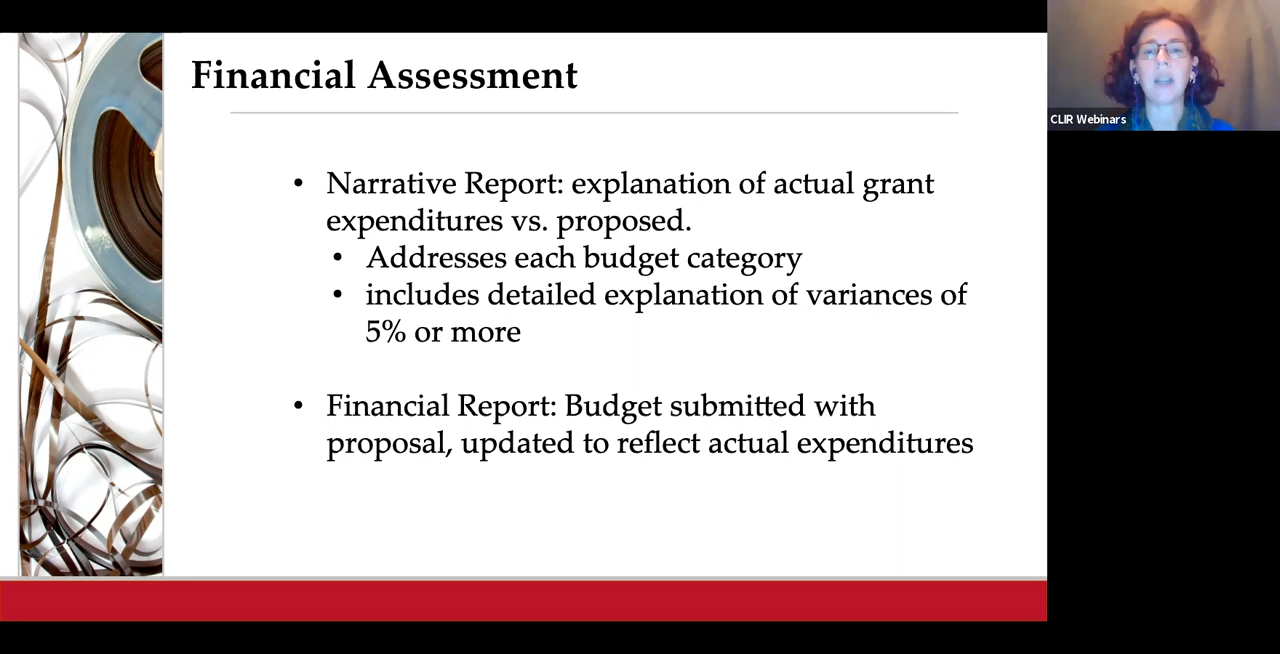 Financial Assessment
CLIR Webinars
• Narrative Report: explanation of actual grant
expenditures vs. proposed.
• Addresses each budget category
• includes detailed explanation of variances of
5% or more
• Financial Report: Budget submitted with
proposal, updated to reflect actual expenditures